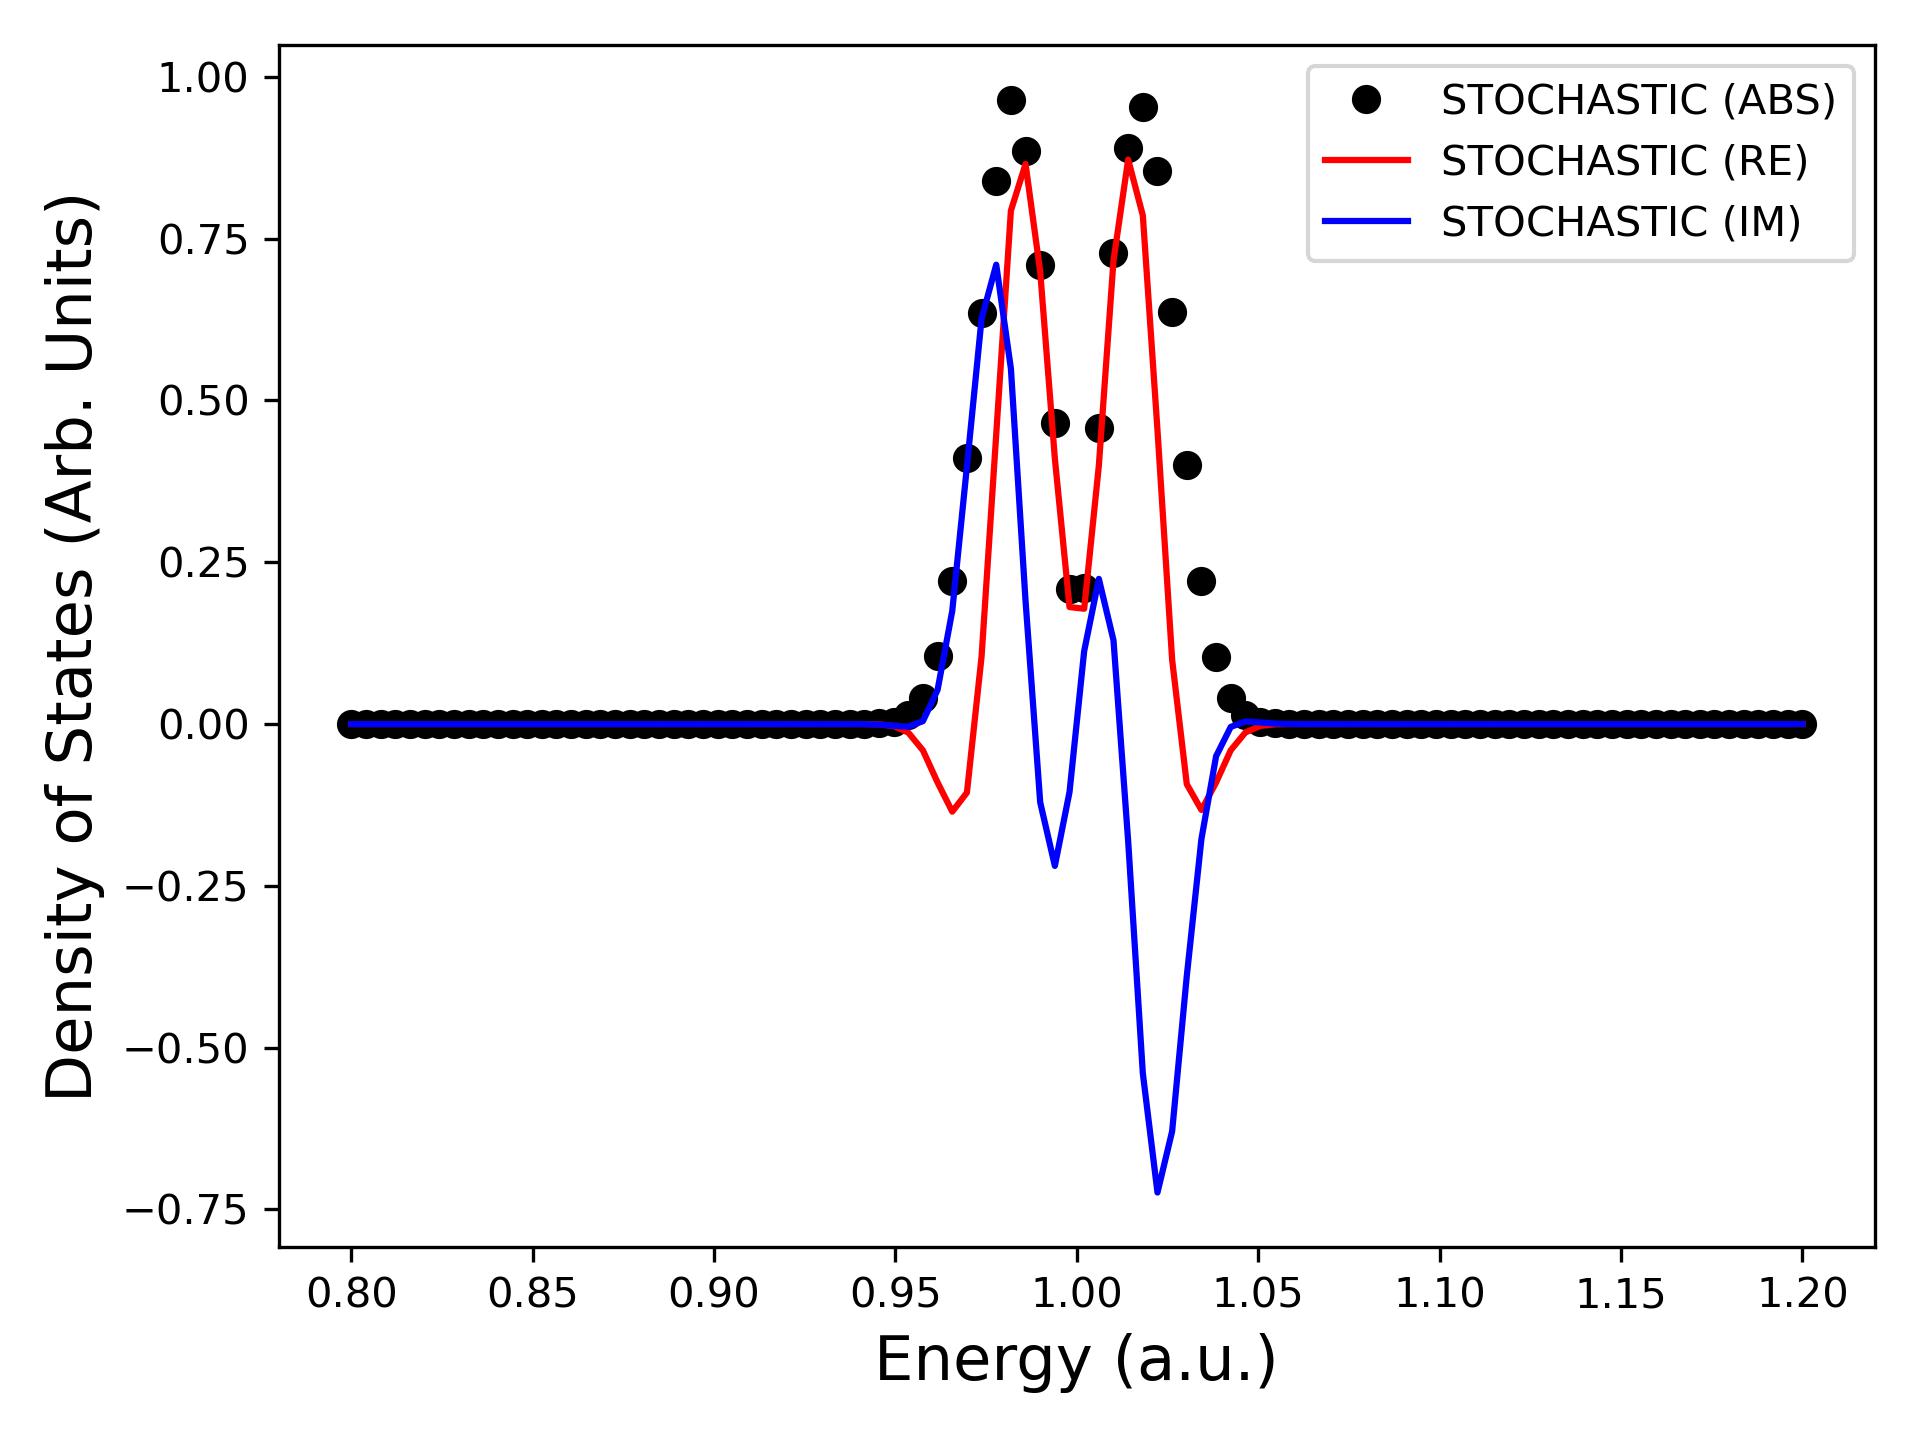 STOCHASTIC (ABS)
STOCHASTIC (RE)
STOCHASTIC (IM)
Density of States (Arb. Units)
1.00
0.75
0.50
0.25
0.00
−0.25
−0.50
−0.75
0.80 0.85 0.90 0.95 1.00 1.05 1.10 1.15 1.20
Energy (a.u.)